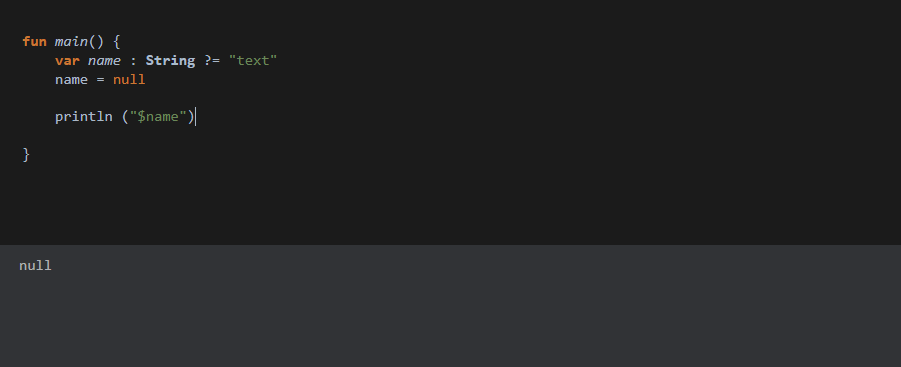 fun main() {
var name : String ?= "text"
name = null
println ("$name")
}
null